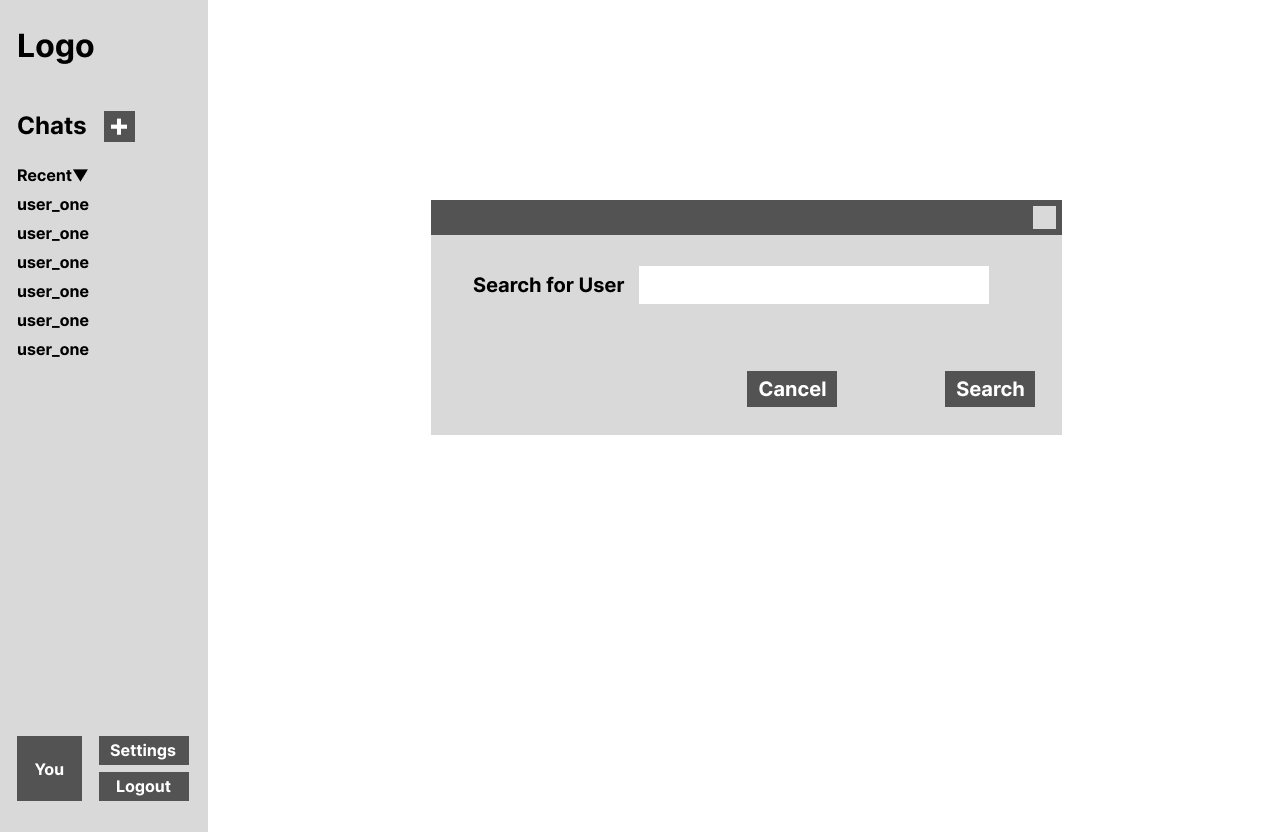 Logo
Chats
Recent▼
user_one
user_one
user_one
user_one
user_one
user_one
Search for User
Cancel
Search
You
Settings
Logout